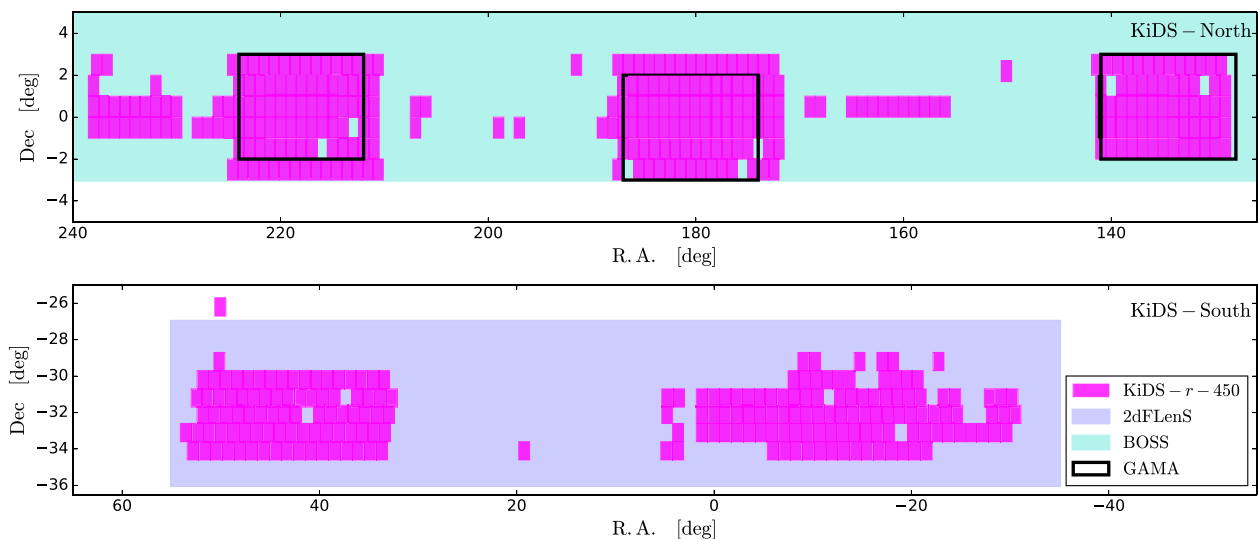 KiDS – North
4
2
0
−2
−4
Dec [deg]
240
220
200
180
160
140
R. A. [deg]
KiDS – South
−26
−28
−30
−32
−34
−36
Dec [deg]
KiDS – r – 450
2dFLenS
BOSS
GAMA
60
40
20
0
−20
−40
R. A. [deg]